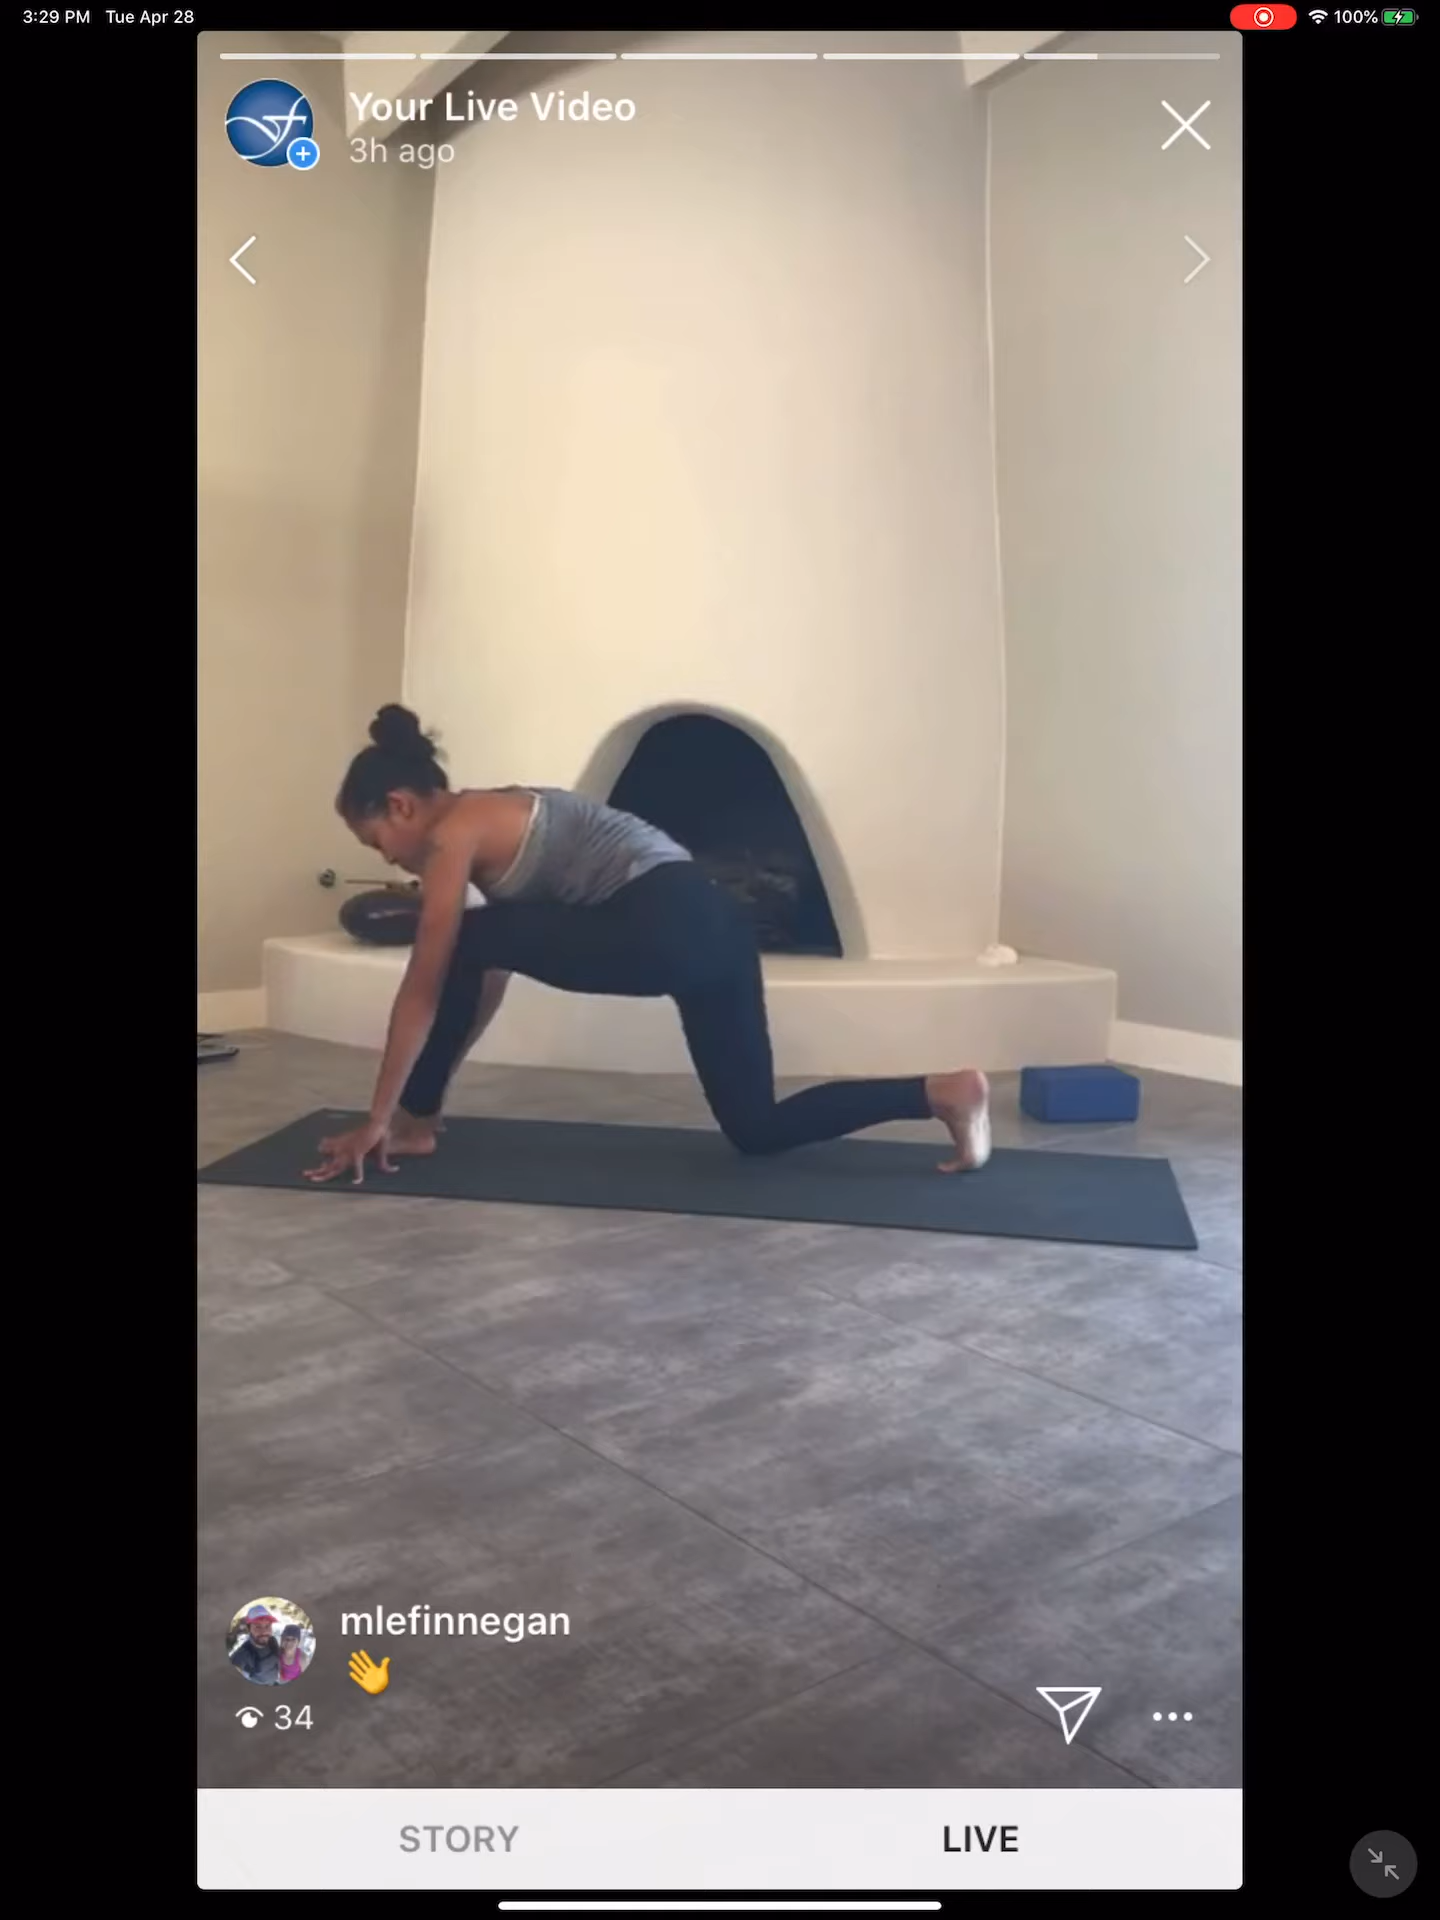 3:29 PM Tue Apr 28
100%
Your Live Video
3h ago
mlefinnegan
👋
34
STORY
LIVE